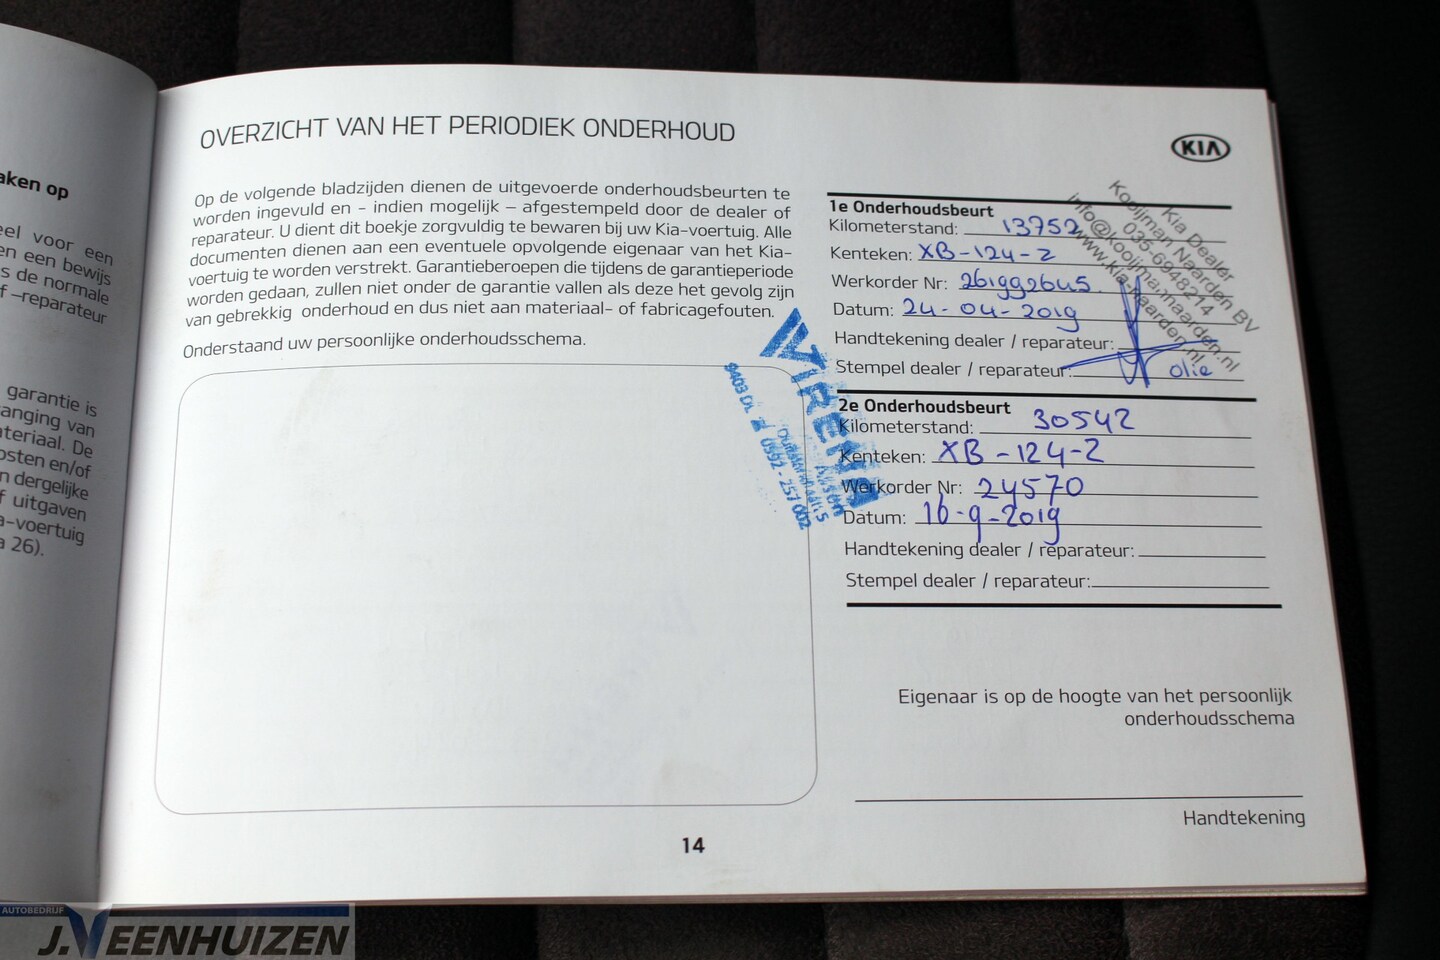 aken op
eel voor een
en een bewijs
s de normale
f –reparateur
garantie is
anging van
ateriaal. De
osten en/of
n dergelijke
f uitgaven
a-voertuig
a 26).
OVERZICHT VAN HET PERIODIEK ONDERHOUD
Op de volgende bladzijden dienen de uitgevoerde onderhoudsbeurten te
worden ingevuld en - indien mogelijk – afgestempeld door de dealer of
reparateur. U dient dit boekje zorgvuldig te bewaren bij uw Kia-voertuig. Alle
documenten dienen aan een eventuele opvolgende eigenaar van het Kia-
voertuig te worden verstrekt. Garantieberoepen die tijdens de garantieperiode
worden gedaan, zullen niet onder de garantie vallen als deze het gevolg zijn
van gebrekkig onderhoud en dus niet aan materiaal- of fabricagefouten.
Onderstaand uw persoonlijke onderhoudsschema.
WIRENA
9403 DL
0592 - 257 002
KIA
1e Onderhoudsbeurt
Kilometerstand: 13752
Kenteken: XB-124-Z
Werkorder Nr: 261992645
Datum: 24-04-2019
Handtekening dealer / reparateur:
Stempel dealer / reparateur: olie
Kia Dealer
Kooijman Naarden BV
035-6948214
info@kooijmannaarden.nl
www.kia-naarden.nl
2e Onderhoudsbeurt
Kilometerstand: 30542
Kenteken: XB-124-Z
Werkorder Nr: 24570
Datum: 16-9-2019
Handtekening dealer / reparateur:
Stempel dealer / reparateur:
Eigenaar is op de hoogte van het persoonlijk
onderhoudsschema
Handtekening
14
AUTOBEDRIJF
J.VEENHUIZEN